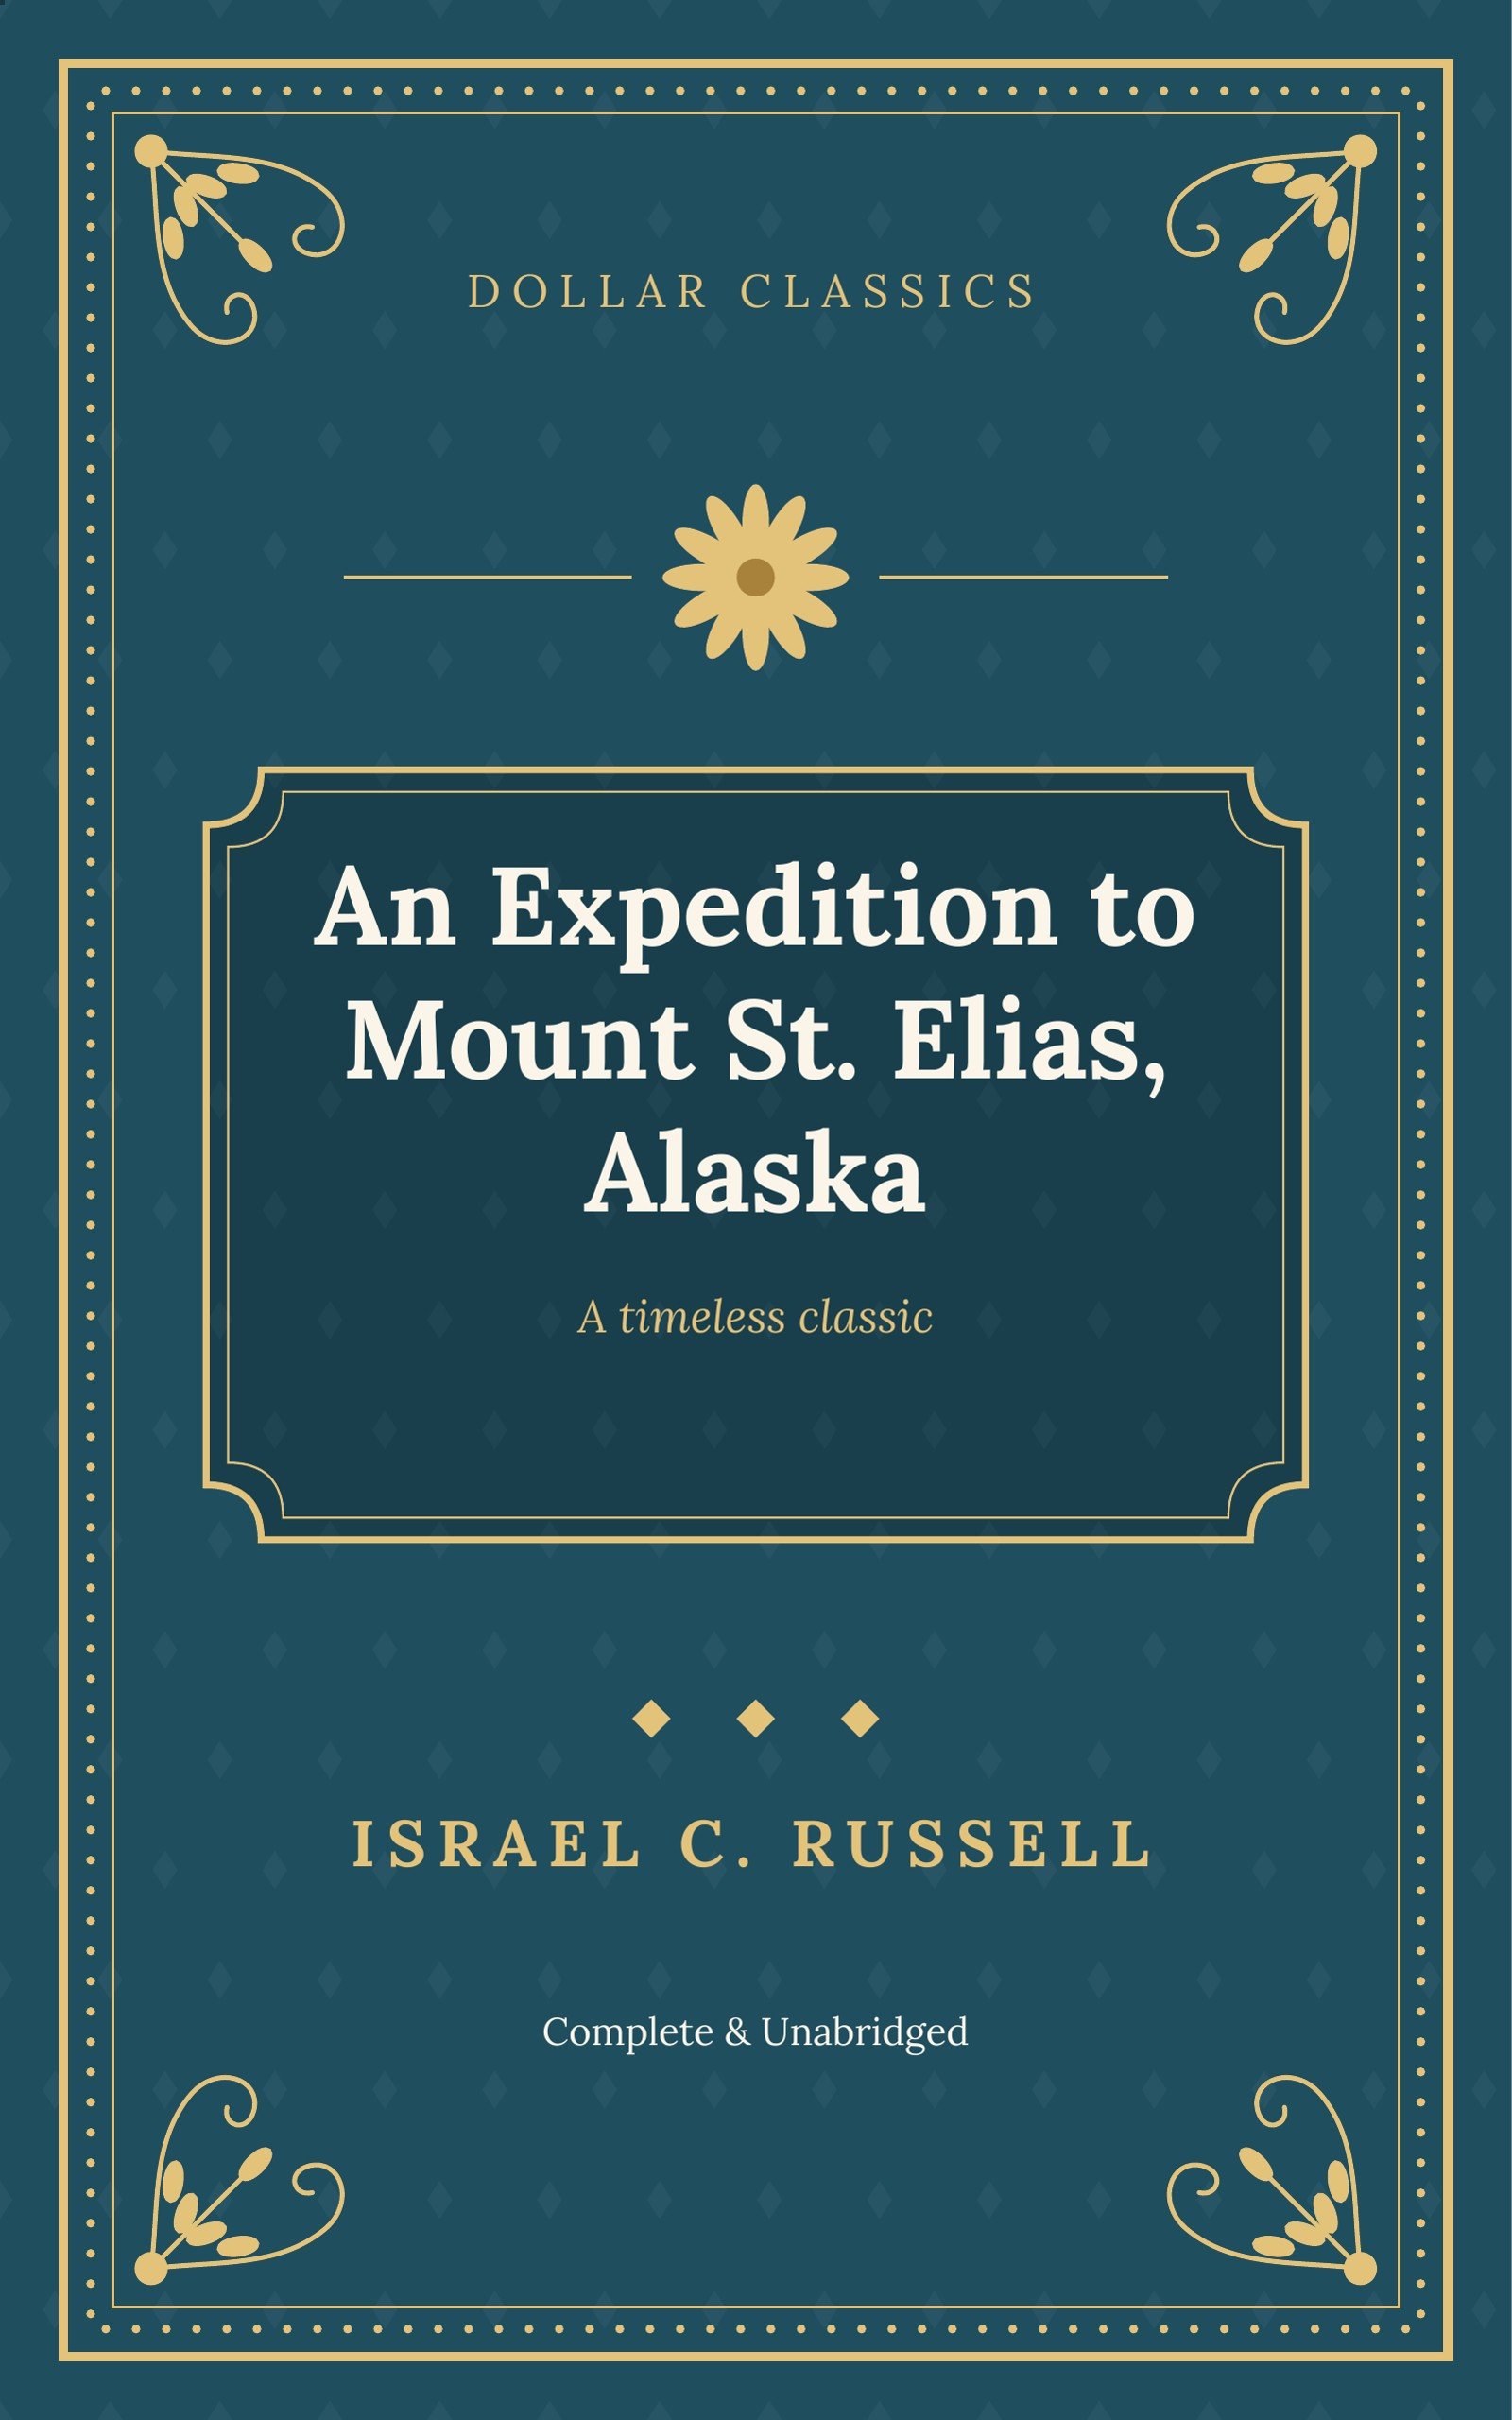 DOLLAR CLASSICS
An Expedition to
Mount St. Elias,
Alaska
A timeless classic
ISRAEL C. RUSSELL
Complete & Unabridged